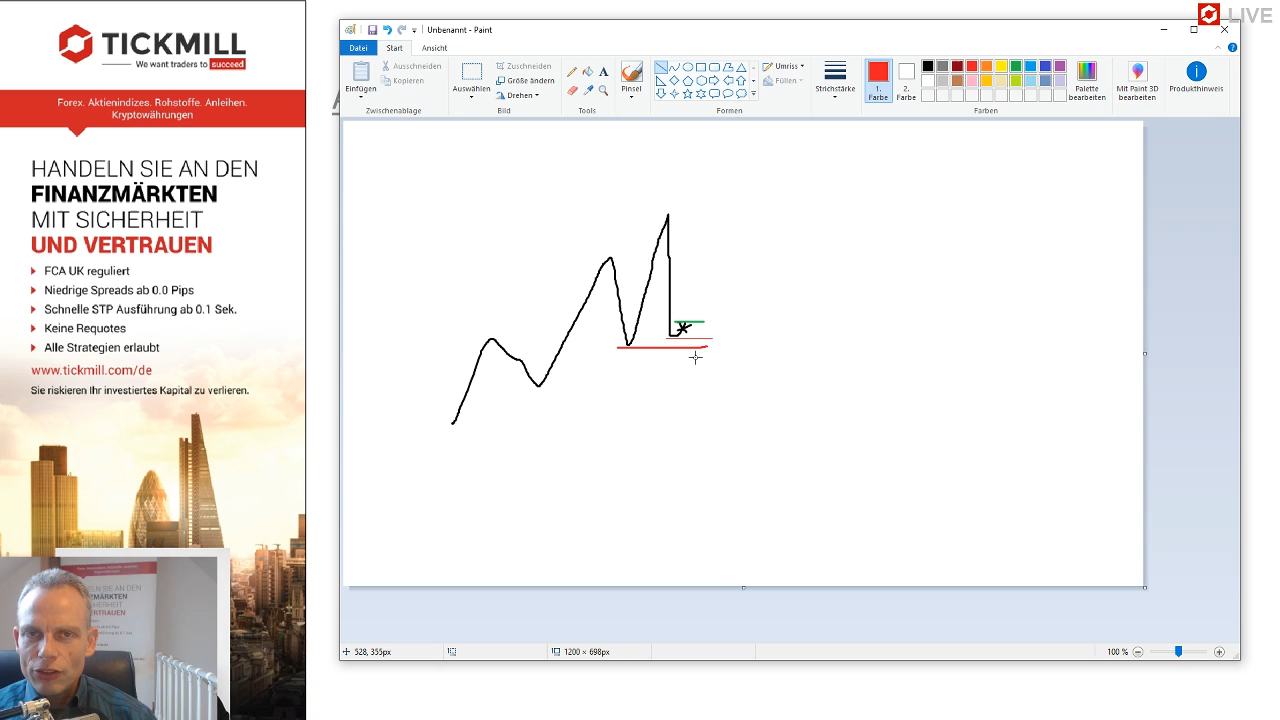 TICKMILL
We want traders to succeed
Forex. Aktienindizes. Rohstoffe. Anleihen.
Kryptowährungen
HANDELN SIE AN DEN
FINANZMÄRKTEN
MIT SICHERHEIT
UND VERTRAUEN
FCA UK reguliert
Niedrige Spreads ab 0.0 Pips
Schnelle STP Ausführung ab 0.1 Sek.
Keine Requotes
Alle Strategien erlaubt
www.tickmill.com/de
Sie riskieren Ihr investiertes Kapital zu verlieren.
LIVE
Unbenannt - Paint
Datei
Start
Ansicht
Einfügen
Ausschneiden
Kopieren
Zwischenablage
Auswählen
Zuschneiden
Größe ändern
Drehen
Bild
A
Tools
Pinsel
Umriss
Füllen
Formen
Strichstärke
1.
Farbe
2.
Farbe
Palette
bearbeiten
Farben
Mit Paint 3D
bearbeiten
Produkthinweis
528, 355px
1200 × 698px
100 %